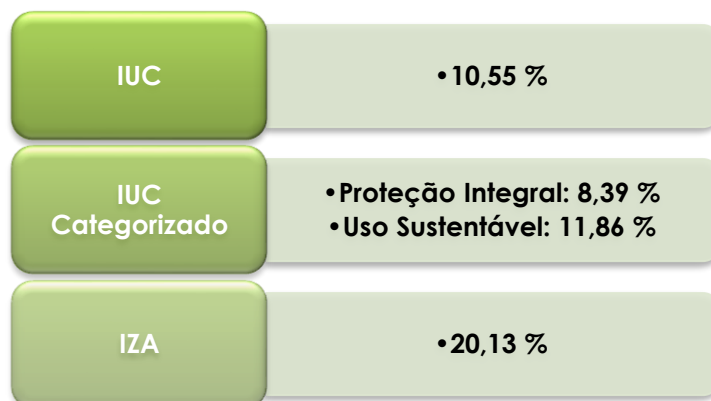 IUC
•10,55 %
IUC
Categorizado
•Proteção Integral: 8,39 %
•Uso Sustentável: 11,86 %
IZA
•20,13 %